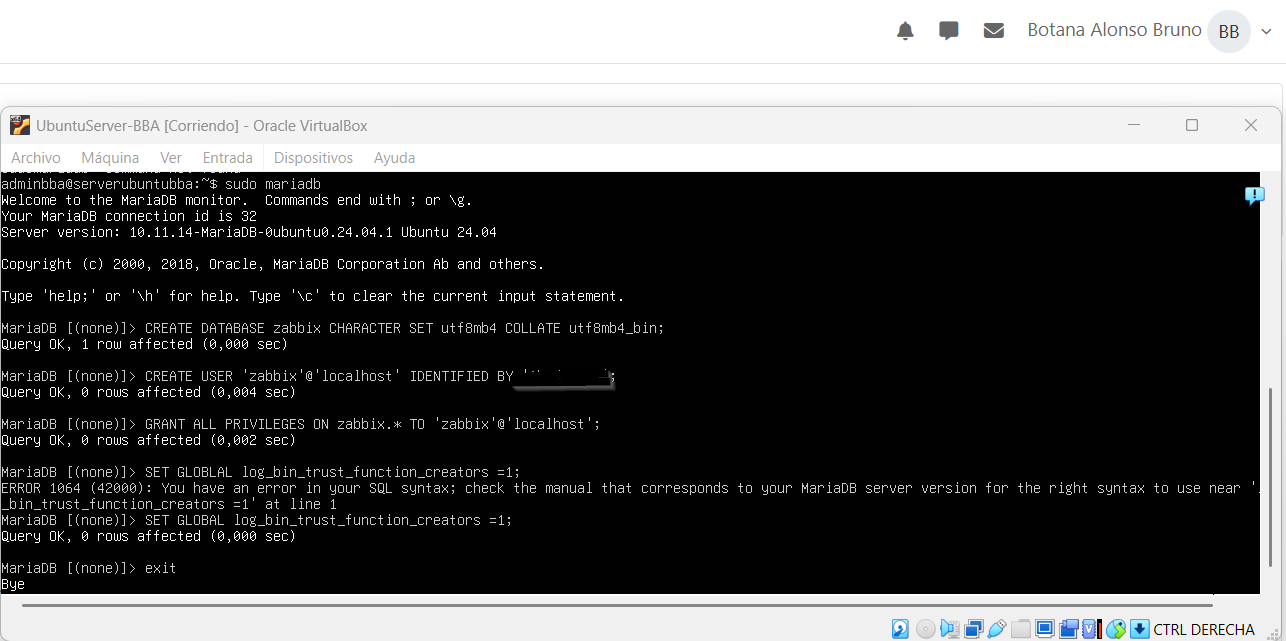 Botana Alonso Bruno BB
UbuntuServer-BBA [Corriendo] - Oracle VirtualBox
Archivo Máquina Ver Entrada Dispositivos Ayuda
adminbba@serverubuntubba:~$ sudo mariadb
Welcome to the MariaDB monitor.  Commands end with ; or \g.
Your MariaDB connection id is 32
Server version: 10.11.14-MariaDB-0ubuntu0.24.04.1 Ubuntu 24.04
Copyright (c) 2000, 2018, Oracle, MariaDB Corporation Ab and others.
Type 'help;' or '\h' for help. Type '\c' to clear the current input statement.
MariaDB [(none)]> CREATE DATABASE zabbix CHARACTER SET utf8mb4 COLLATE utf8mb4_bin;
Query OK, 1 row affected (0,000 sec)
MariaDB [(none)]> CREATE USER 'zabbix'@'localhost' IDENTIFIED BY ;
Query OK, 0 rows affected (0,004 sec)
MariaDB [(none)]> GRANT ALL PRIVILEGES ON zabbix.* TO 'zabbix'@'localhost';
Query OK, 0 rows affected (0,002 sec)
MariaDB [(none)]> SET GLOBLAL log_bin_trust_function_creators =1;
ERROR 1064 (42000): You have an error in your SQL syntax; check the manual that corresponds to your MariaDB server version for the right syntax to use near '
_bin_trust_function_creators =1' at line 1
MariaDB [(none)]> SET GLOBAL log_bin_trust_function_creators =1;
Query OK, 0 rows affected (0,000 sec)
MariaDB [(none)]> exit
Bye
CTRL DERECHA